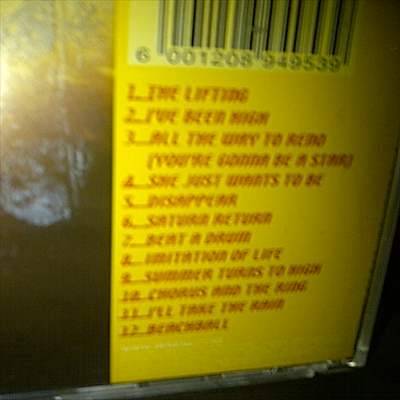 6 001208 949539
1. THE LIFTING
2. I'VE BEEN HIGH
3. ALL THE WAY TO RENO
(YOU'RE GONNA BE A STAR)
4. SHE JUST WANTS TO BE
5. DISAPPEAR
6. SATURN RETURN
7. BEAT A DRUM
8. IMITATION OF LIFE
9. SUMMER TURNS TO HIGH
10. CHORUS AND THE RING
11. I'LL TAKE THE RAIN
12. BEACHBALL